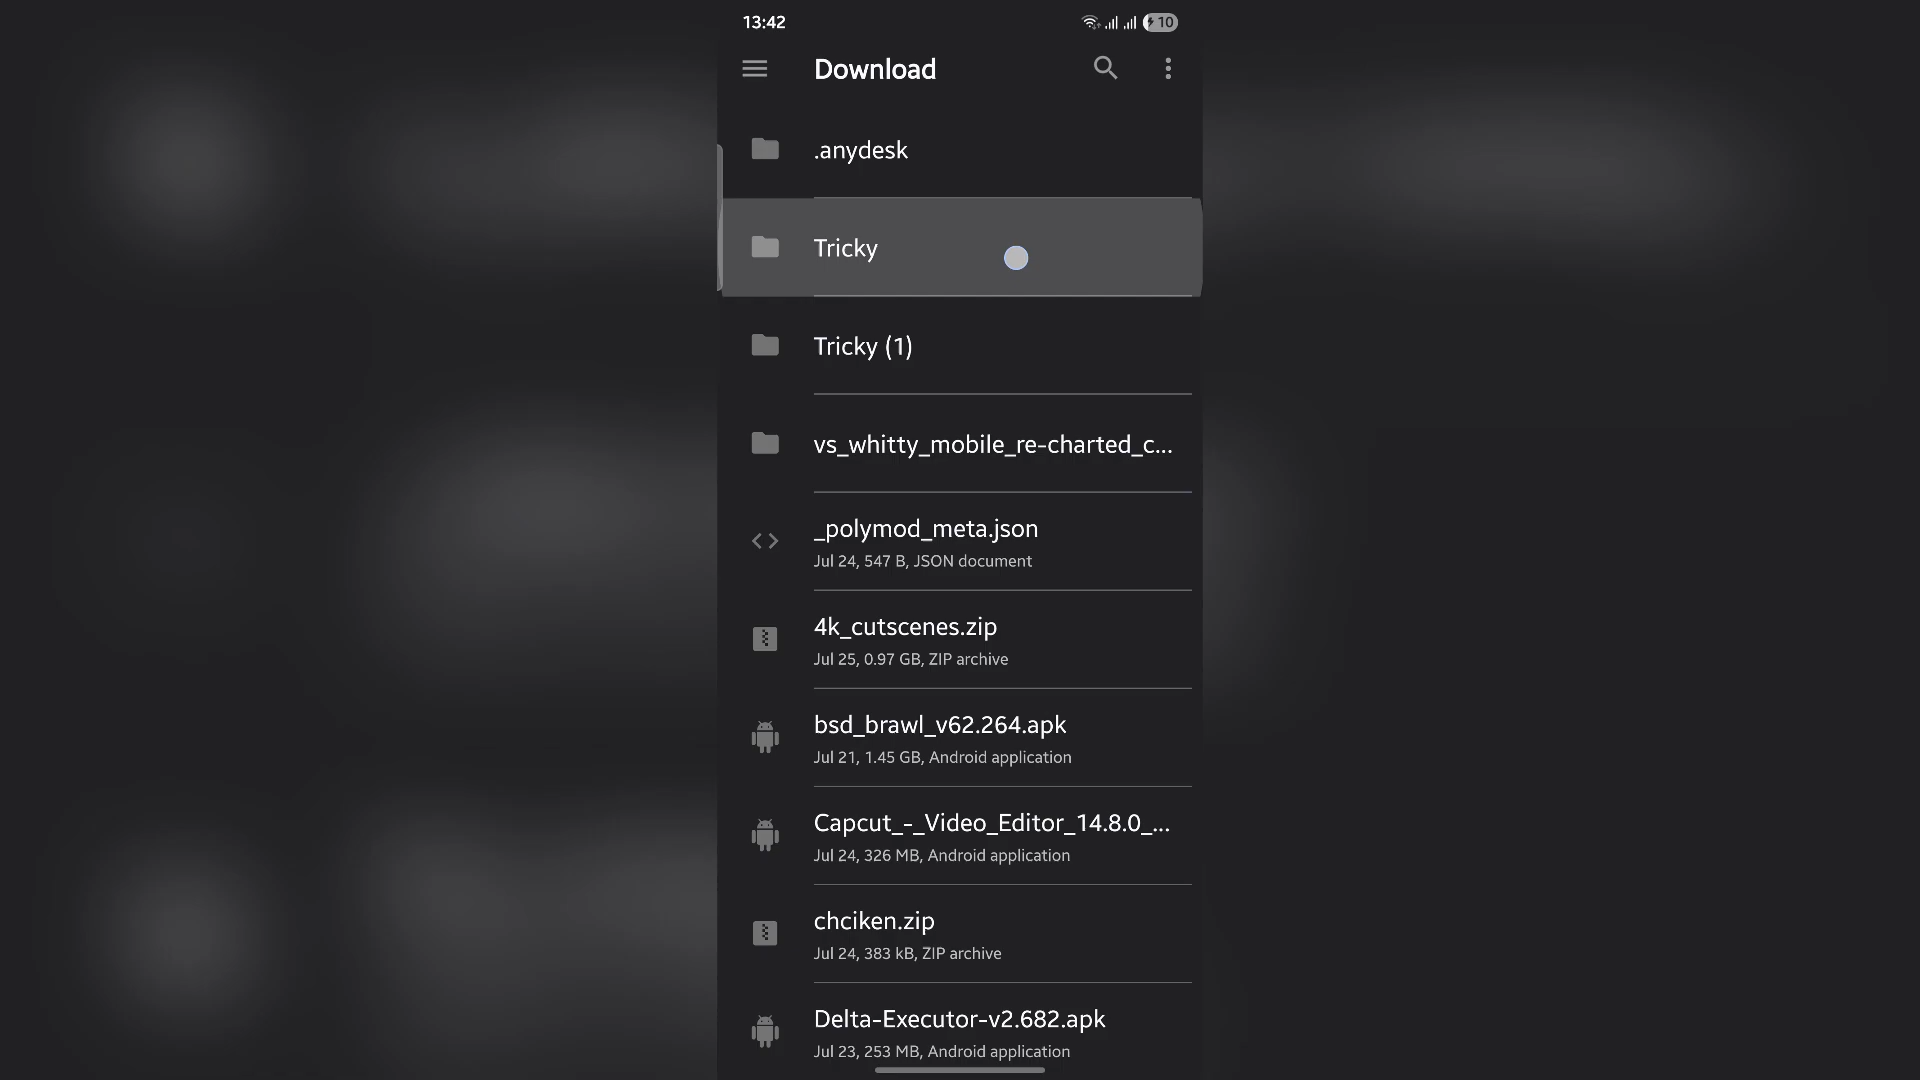 13:42
10
Download
.anydesk
Tricky
Tricky (1)
vs_whitty_mobile_re-charted_c...
_polymod_meta.json
Jul 24, 547 B, JSON document
4k_cutscenes.zip
Jul 25, 0.97 GB, ZIP archive
bsd_brawl_v62.264.apk
Jul 21, 1.45 GB, Android application
Capcut_-_Video_Editor_14.8.0_...
Jul 24, 326 MB, Android application
chciken.zip
Jul 24, 383 kB, ZIP archive
Delta-Executor-v2.682.apk
Jul 23, 253 MB, Android application